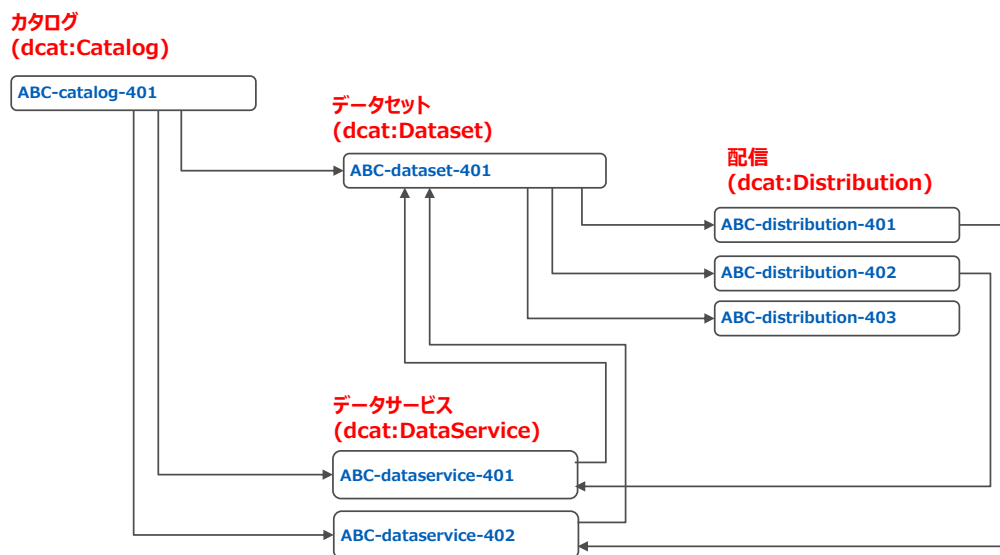 カタログ
(dcat:Catalog)
ABC-catalog-401
データセット
(dcat:Dataset)
ABC-dataset-401
配信
(dcat:Distribution)
ABC-distribution-401
ABC-distribution-402
ABC-distribution-403
データサービス
(dcat:DataService)
ABC-dataservice-401
ABC-dataservice-402